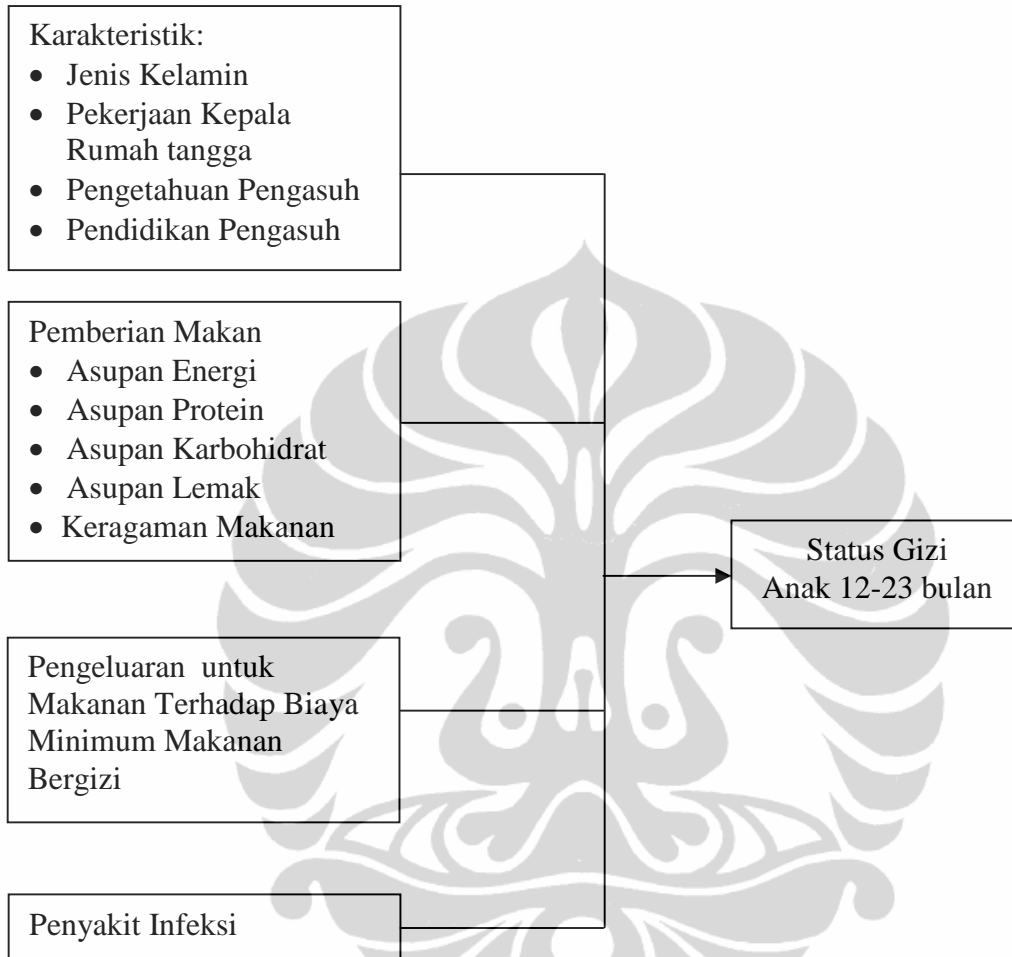 Karakteristik:
• Jenis Kelamin
• Pekerjaan Kepala
Rumah tangga
• Pengetahuan Pengasuh
• Pendidikan Pengasuh
Pemberian Makan
• Asupan Energi
• Asupan Protein
• Asupan Karbohidrat
• Asupan Lemak
• Keragaman Makanan
Status Gizi
Anak 12-23 bulan
Pengeluaran untuk
Makanan Terhadap Biaya
Minimum Makanan
Bergizi
Penyakit Infeksi